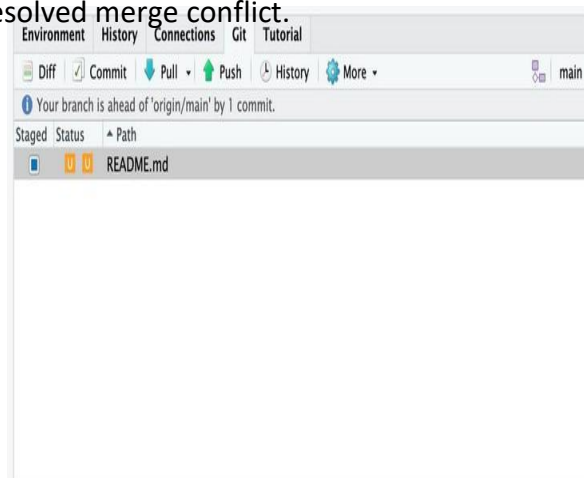 esolved merge conflict.
Environment History Connections Git Tutorial
Diff Commit Pull Push History More main
Your branch is ahead of 'origin/main' by 1 commit.
Staged Status Path
U U README.md